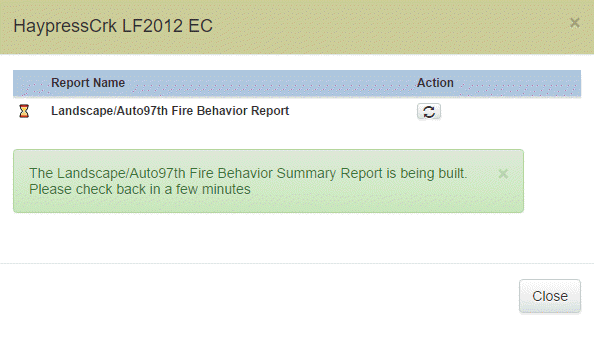 HaypressCrk LF2012 EC
×
Report Name Action
Landscape/Auto97th Fire Behavior Report
The Landscape/Auto97th Fire Behavior Summary Report is being built. ×
Please check back in a few minutes
Close